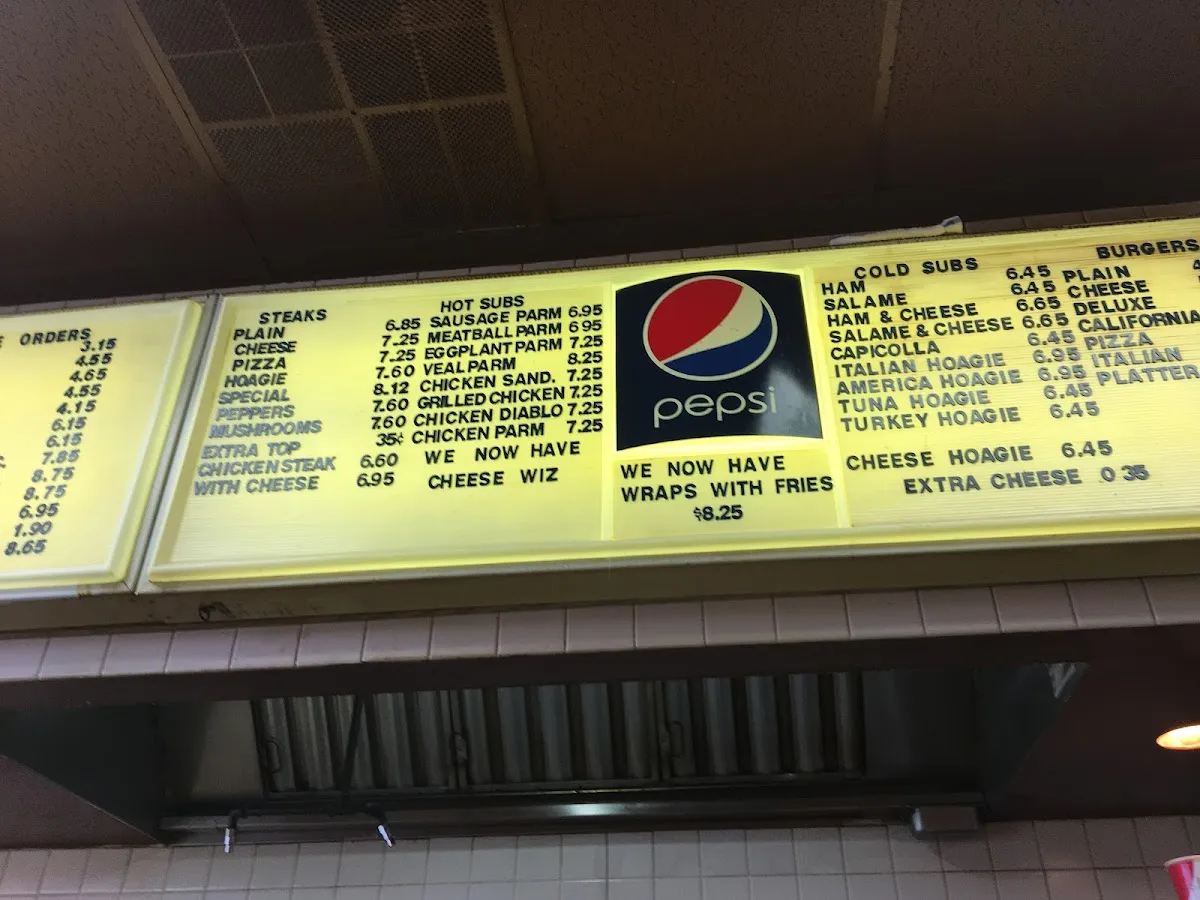 ORDERS
3.15
4.55
4.65
4.55
4.15
6.15
6.15
7.85
8.75
8.75
6.95
1.90
8.65
STEAKS
PLAIN 6.85
CHEESE 7.25
PIZZA 7.25
HOAGIE 7.60
SPECIAL 8.12
PEPPERS 7.60
MUSHROOMS 7.60
EXTRA TOP 35¢
CHICKEN STEAK 6.60
WITH CHEESE 6.95
HOT SUBS
SAUSAGE PARM 6.95
MEATBALL PARM 6 95
EGGPLANT PARM 7.25
VEAL PARM 8.25
CHICKEN SAND. 7.25
GRILLED CHICKEN 7.25
CHICKEN DIABLO 7.25
CHICKEN PARM 7.25
WE NOW HAVE
CHEESE WIZ
pepsi
WE NOW HAVE
WRAPS WITH FRIES
$8.25
COLD SUBS
HAM 6.45
SALAME 6.45
HAM & CHEESE 6.65
SALAME & CHEESE 6.65
CAPICOLLA 6.45
ITALIAN HOAGIE 6.95
AMERICA HOAGIE 6.95
TUNA HOAGIE 6.45
TURKEY HOAGIE 6.45
CHEESE HOAGIE 6.45
EXTRA CHEESE 0 35
BURGERS
PLAIN
CHEESE
DELUXE
CALIFORNIA
PIZZA
ITALIAN
PLATTER